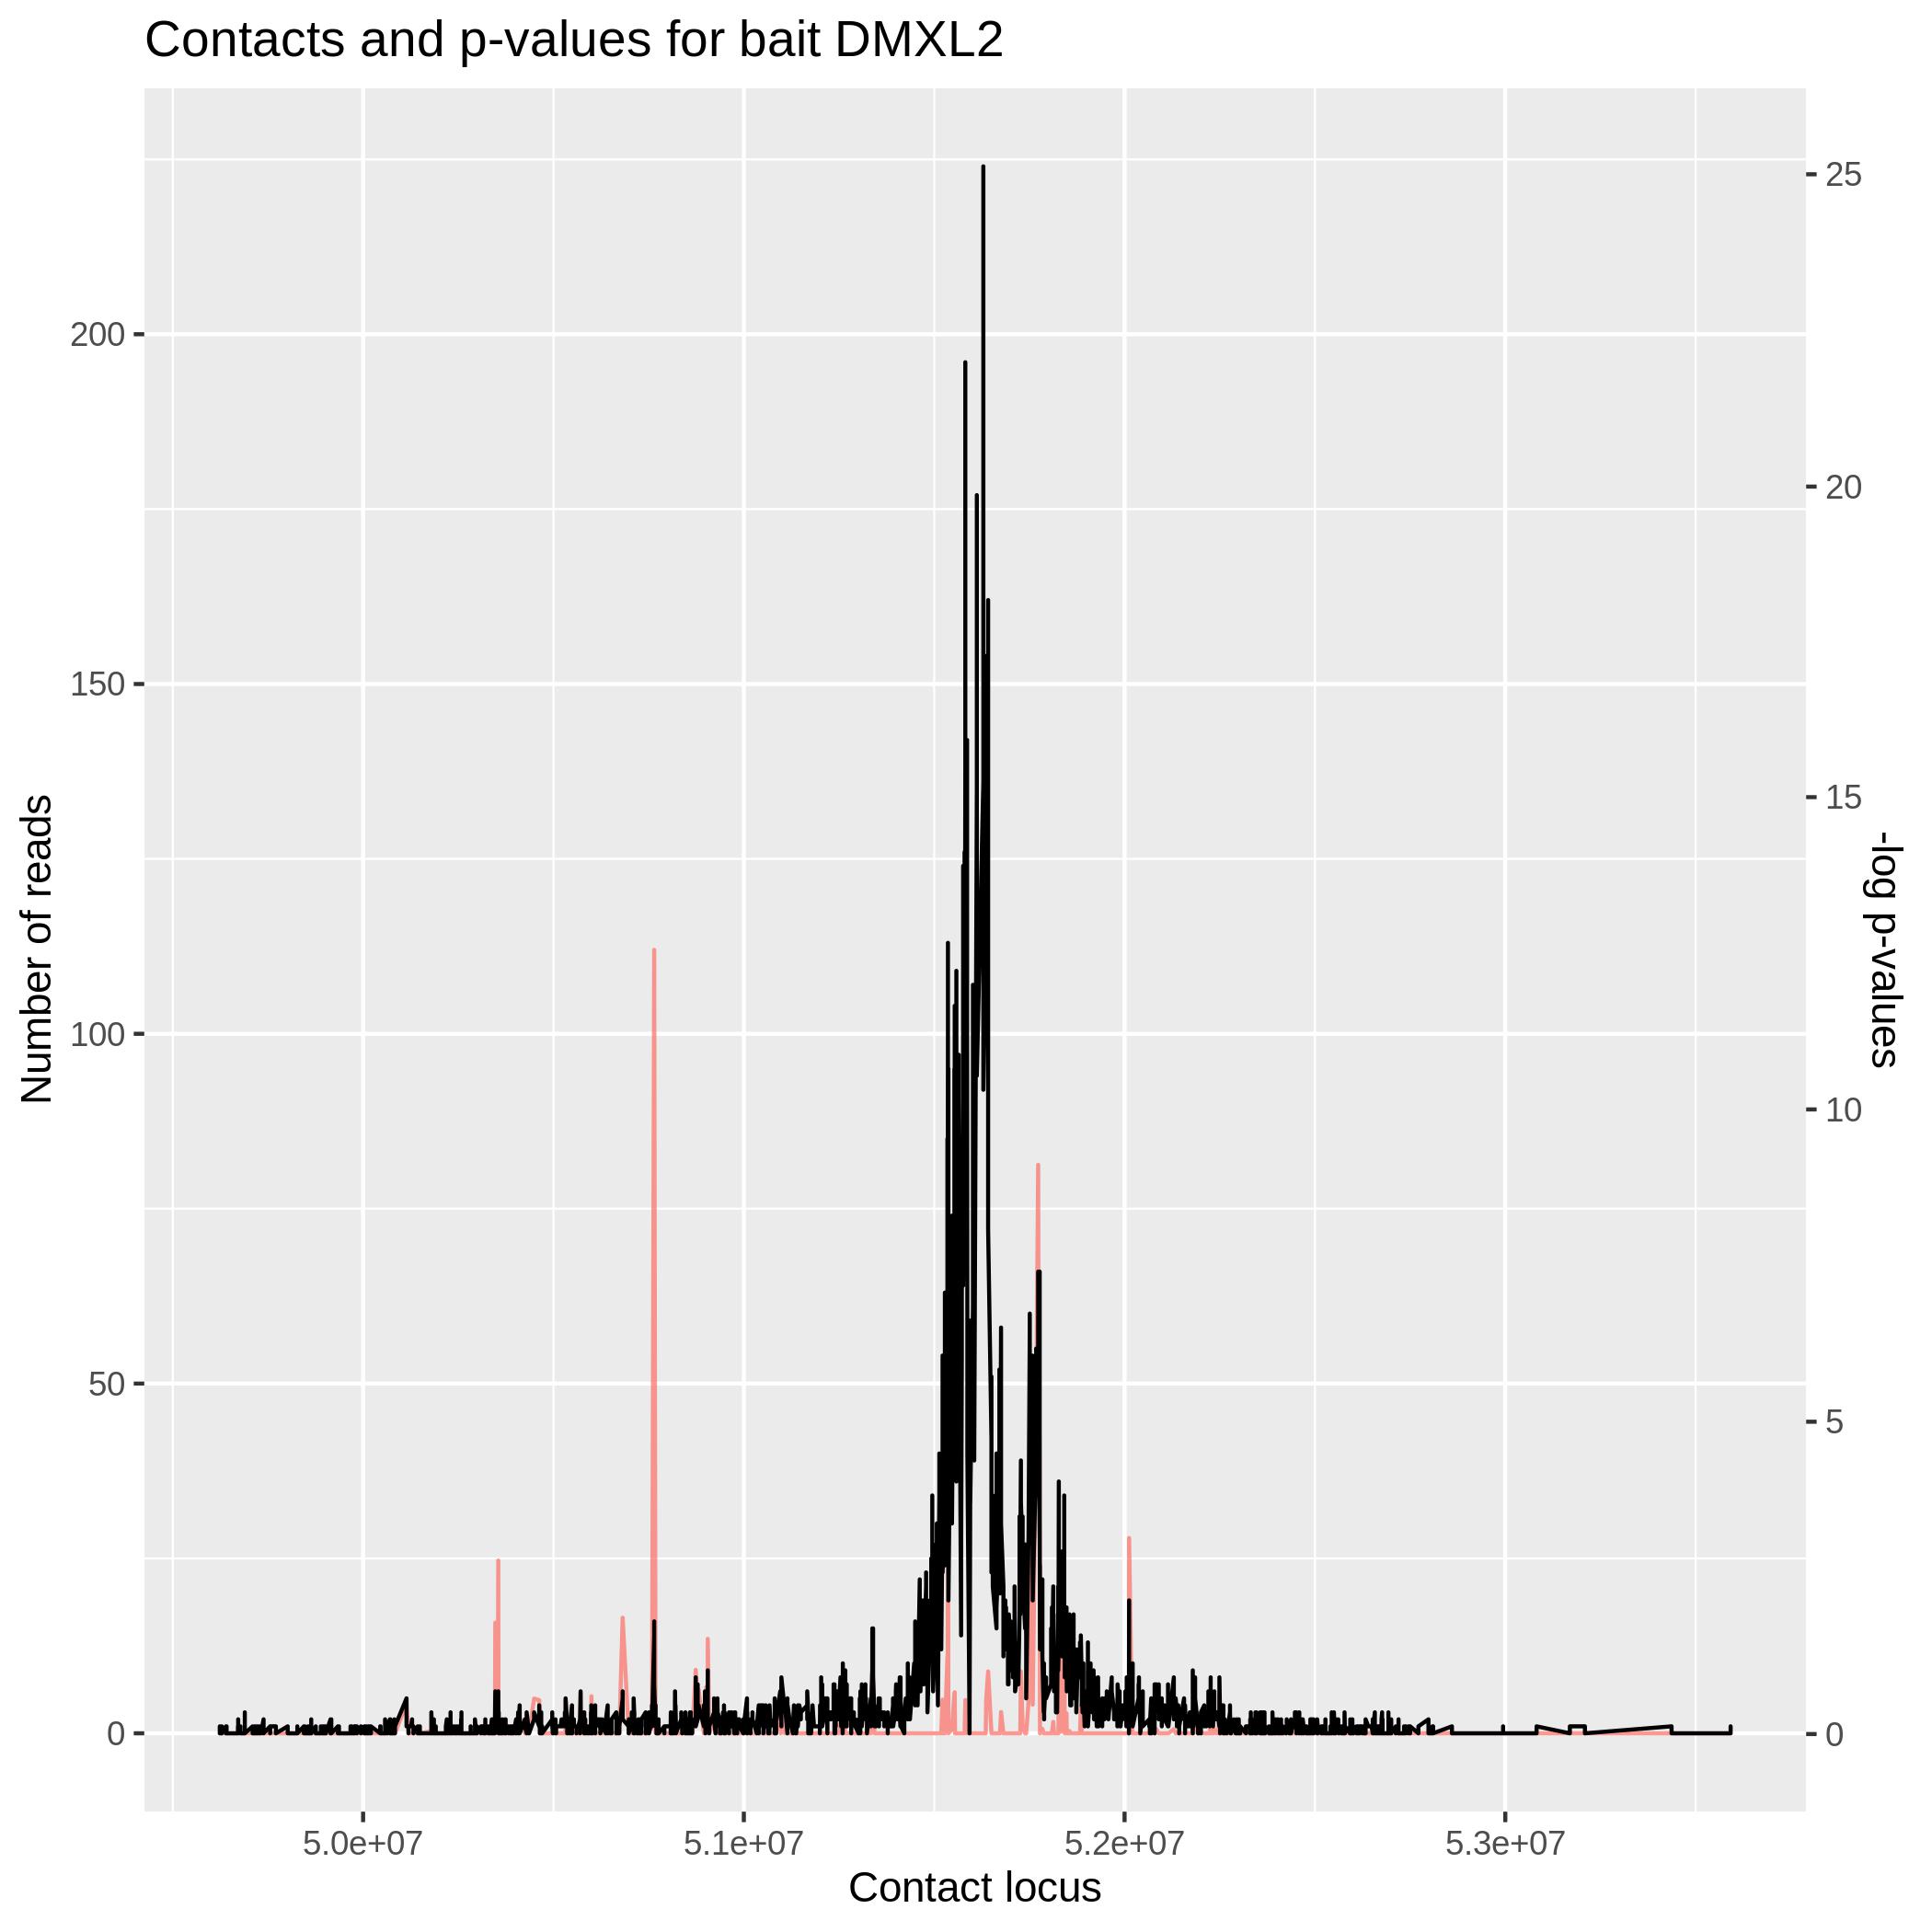 Contacts and p-values for bait DMXL2
Number of reads
200
150
100
50
0
25
20
15
10
5
0
-log p-values
5.0e+07
5.1e+07
5.2e+07
5.3e+07
Contact locus